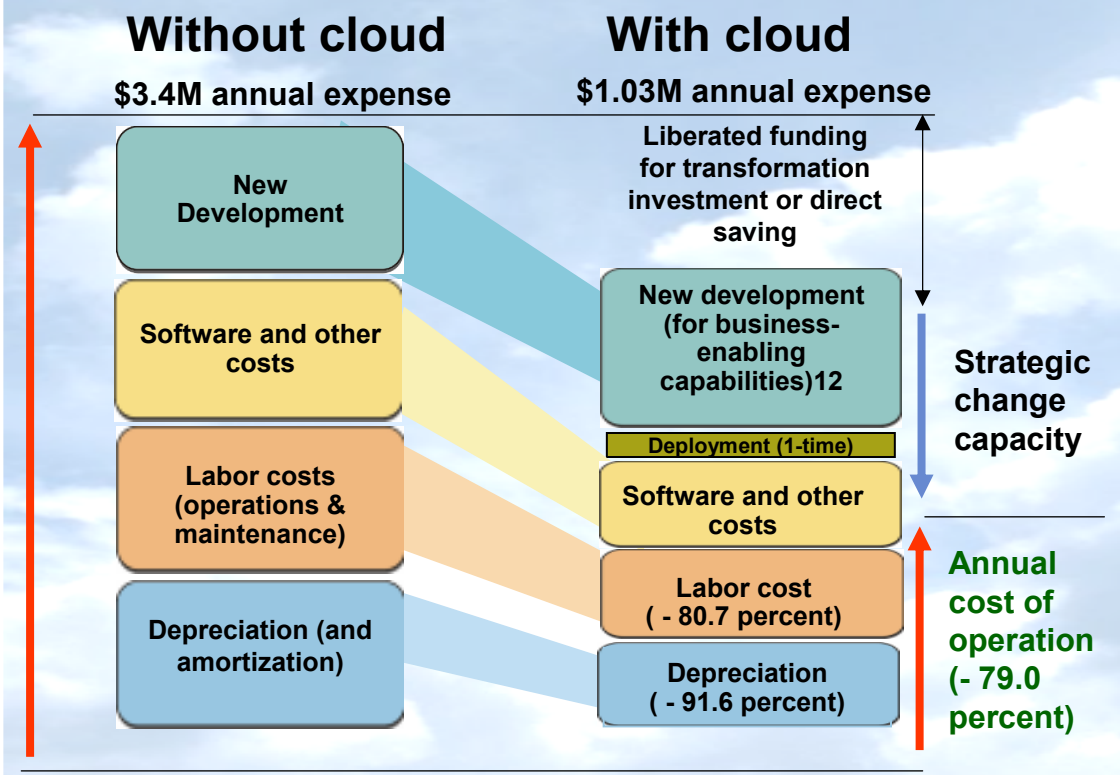 Without cloud
$3.4M annual expense
New
Development
Software and other
costs
Labor costs
(operations &
maintenance)
Depreciation (and
amortization)
With cloud
$1.03M annual expense
Liberated funding
for transformation
investment or direct
saving
New development
(for business-
enabling
capabilities)12
Deployment (1-time)
Software and other
costs
Labor cost
( - 80.7 percent)
Depreciation
( - 91.6 percent)
Strategic
change
capacity
Annual
cost of
operation
(- 79.0
percent)